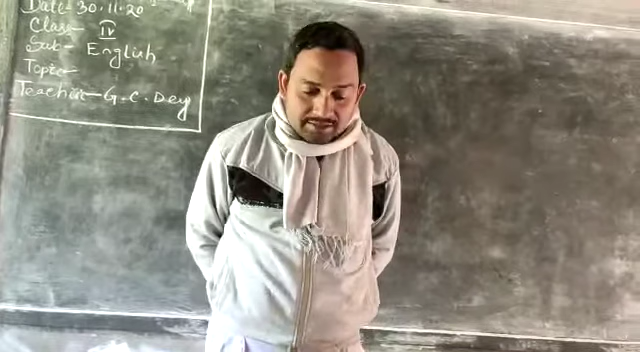 Date- 30.11.20
Class- IV
Sub- English
Topic-
Teacher- G.C. Dey